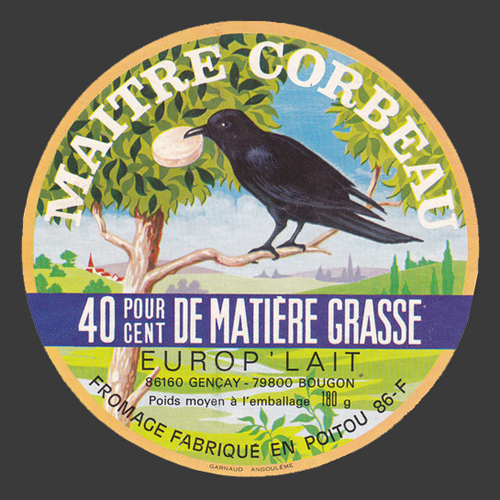 MAITRE CORBEAU
40 POUR CENT DE MATIÈRE GRASSE
EUROP'LAIT
86160 GENÇAY - 79800 BOUGON
Poids moyen à l'emballage 180 g
FROMAGE FABRIQUÉ EN POITOU 86-F
GARNAUD ANGOULÊME